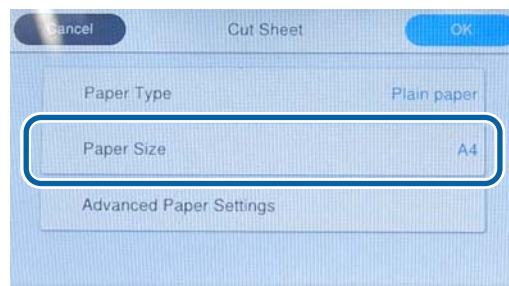 Cancel Cut Sheet OK
Paper Type Plain paper
Paper Size A4
Advanced Paper Settings